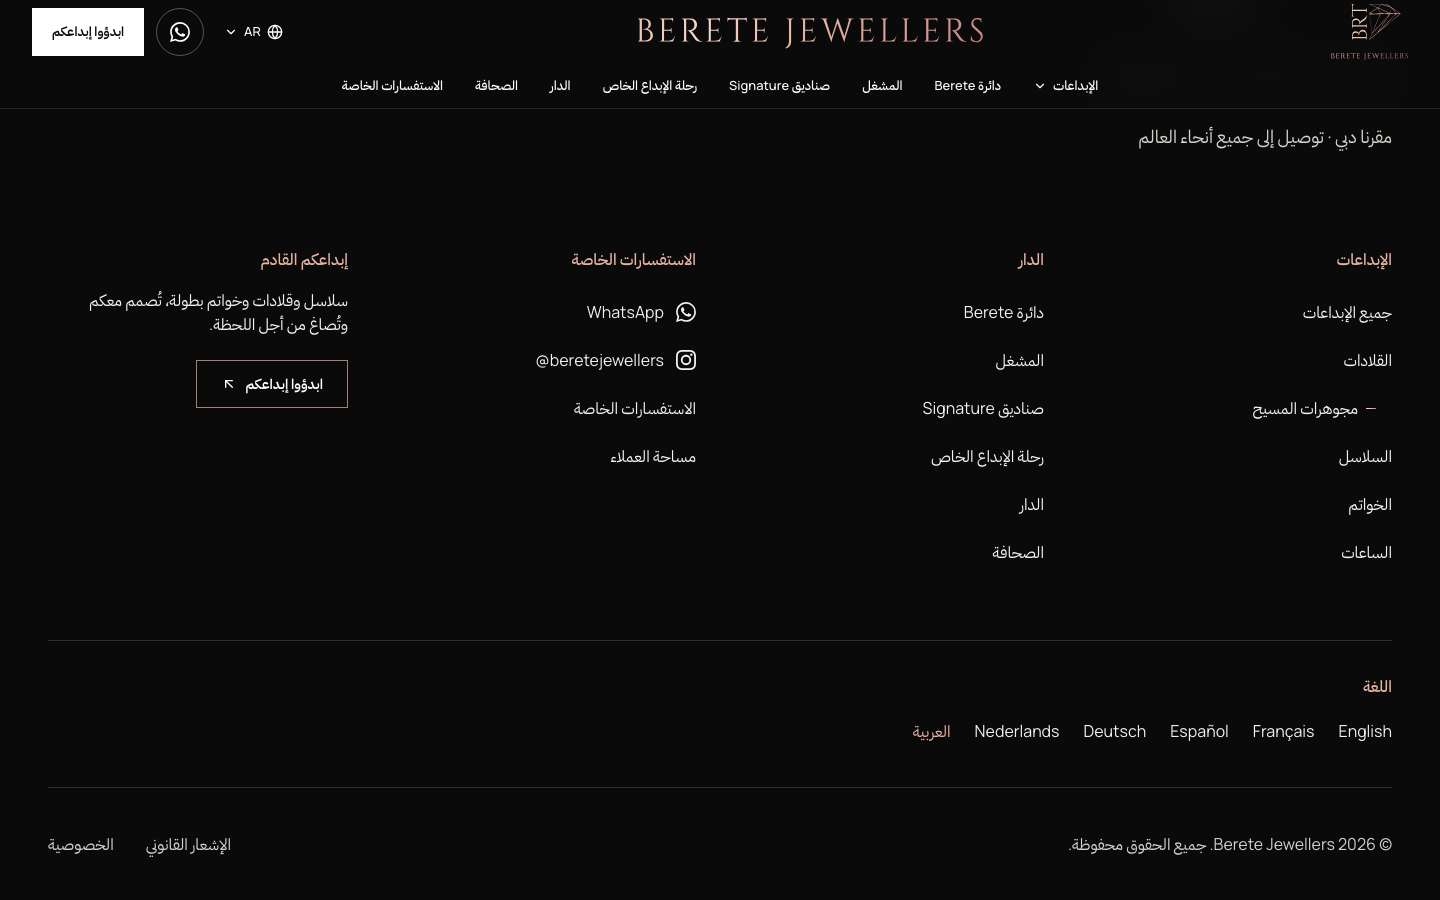 BRT
BERETE JEWELLERS
BERETE JEWELLERS
AR
ابدؤوا إبداعكم
الإبداعات
دائرة Berete
المشغل
صناديق Signature
رحلة الإبداع الخاص
الدار
الصحافة
الاستفسارات الخاصة
مقرنا دبي · توصيل إلى جميع أنحاء العالم
الإبداعات
جميع الإبداعات
القلادات
— مجوهرات المسيح
السلاسل
الخواتم
الساعات
الدار
دائرة Berete
المشغل
صناديق Signature
رحلة الإبداع الخاص
الدار
الصحافة
الاستفسارات الخاصة
WhatsApp
@beretejewellers
الاستفسارات الخاصة
مساحة العملاء
إبداعكم القادم
سلاسل وقلادات وخواتم بطولة، تُصمم معكم
وتُصاغ من أجل اللحظة.
ابدؤوا إبداعكم
اللغة
English
Français
Español
Deutsch
Nederlands
العربية
© 2026 Berete Jewellers. جميع الحقوق محفوظة.
الإشعار القانوني
الخصوصية